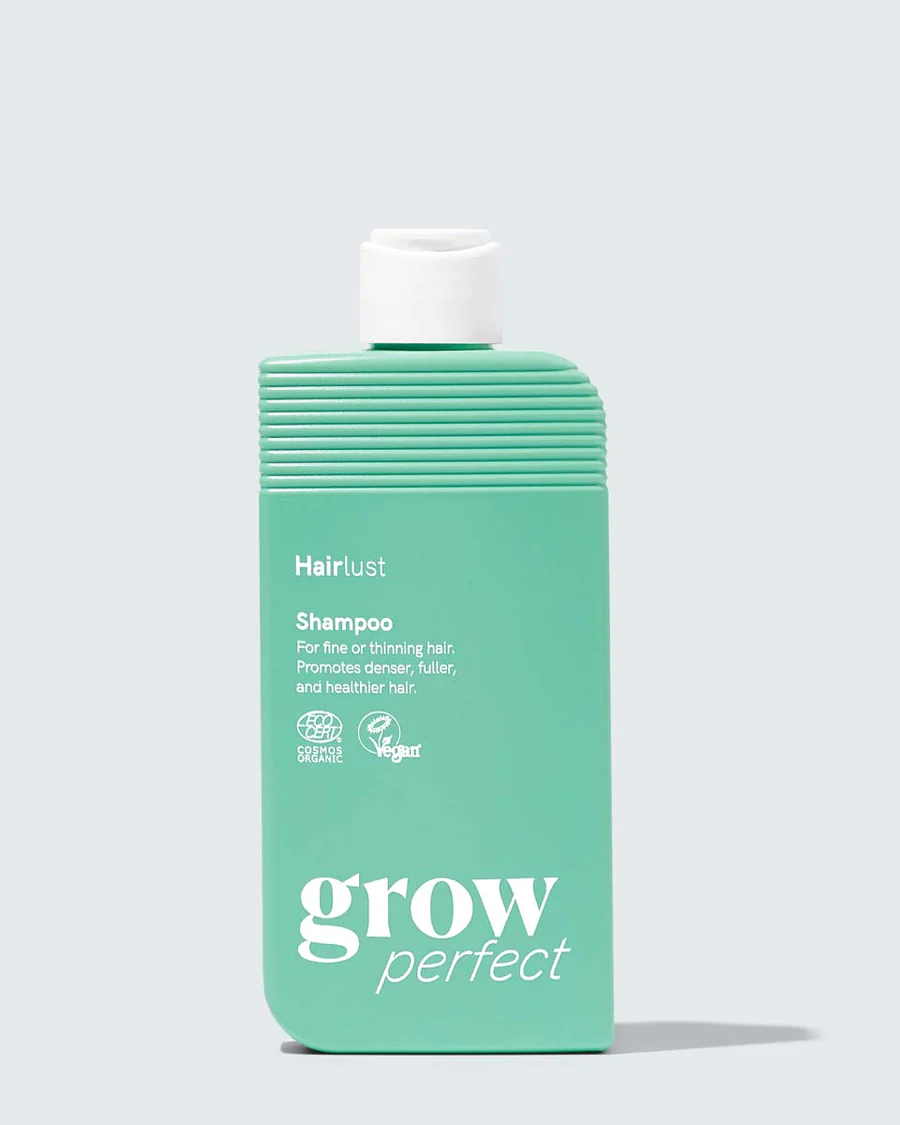 Hairlust
Shampoo
For fine or thinning hair.
Promotes denser, fuller,
and healthier hair.
ECO
CERT®
COSMOS
ORGANIC
Vegan
grow
perfect